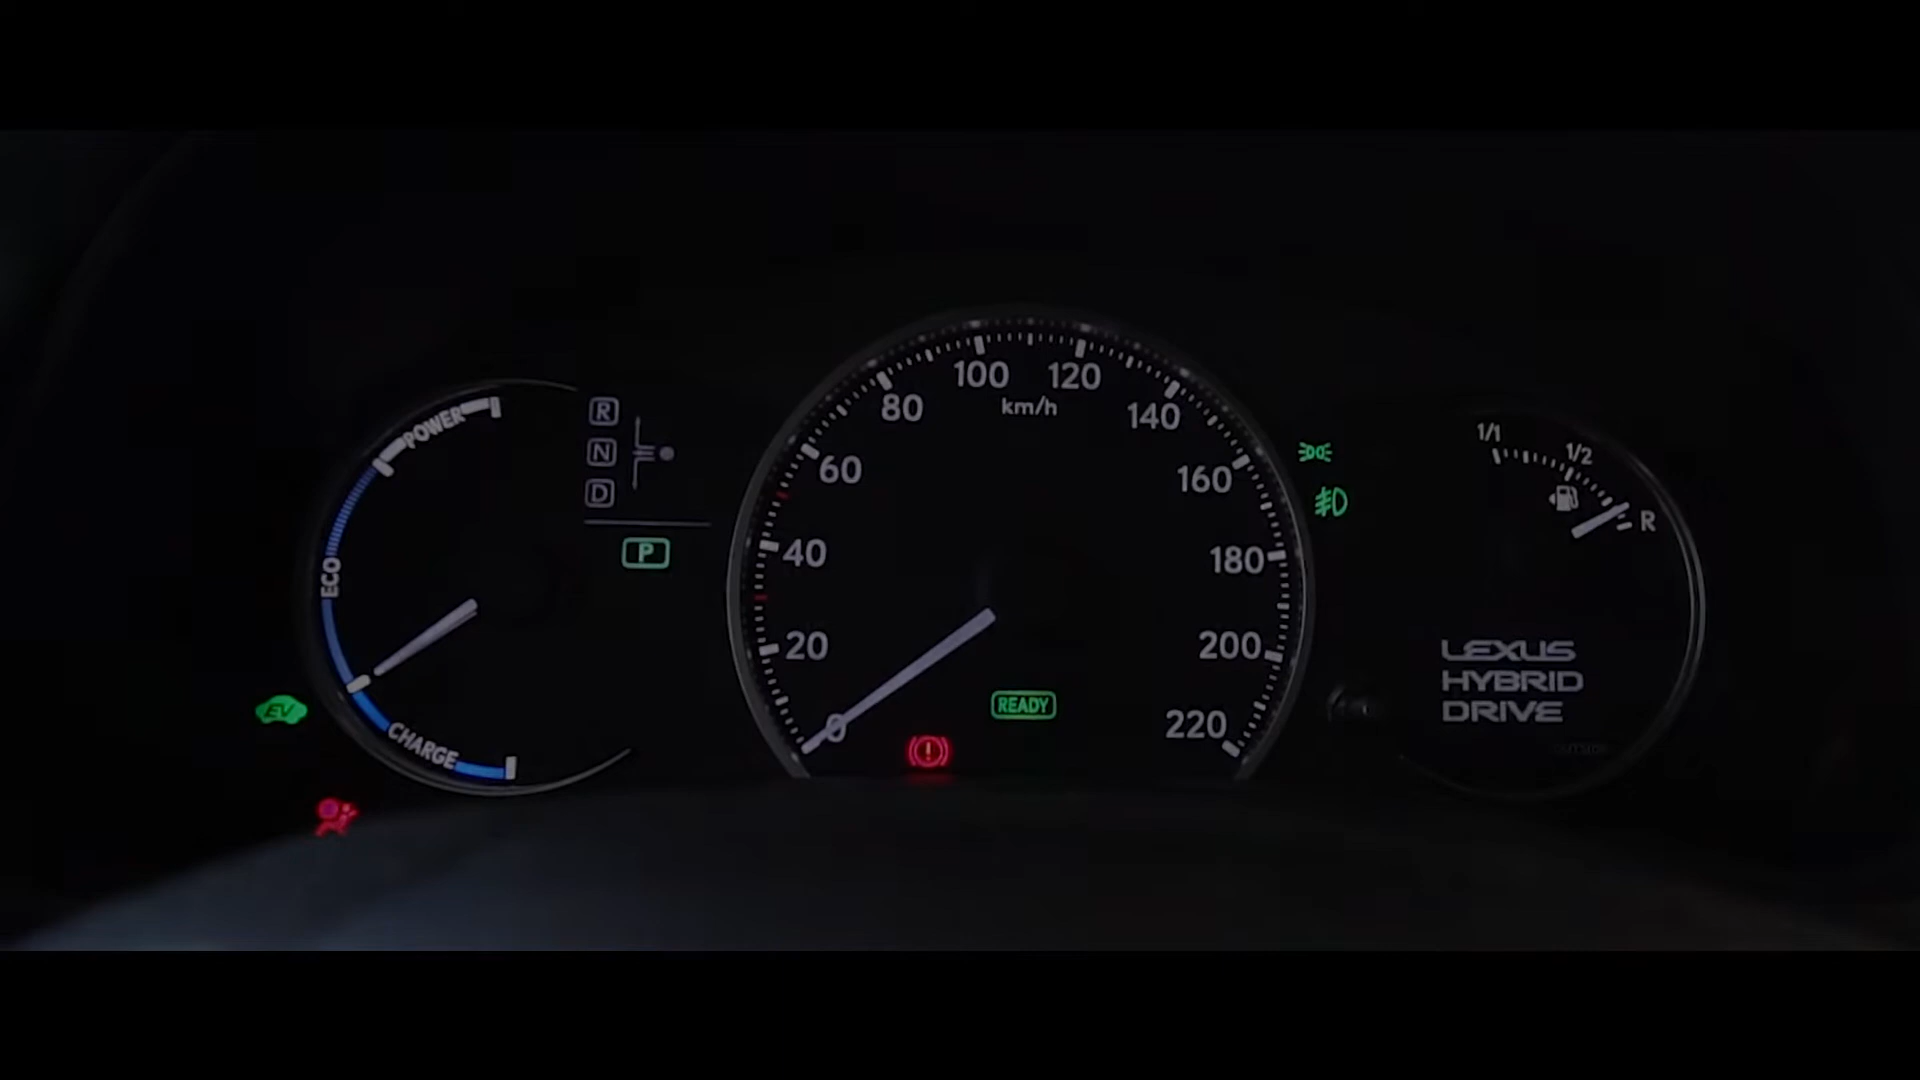 POWER
ECO
CHARGE
EV
R
N
D
P
0
20
40
60
80
100
120
140
160
180
200
220
km/h
READY
1/1
1/2
R
LEXUS
HYBRID
DRIVE